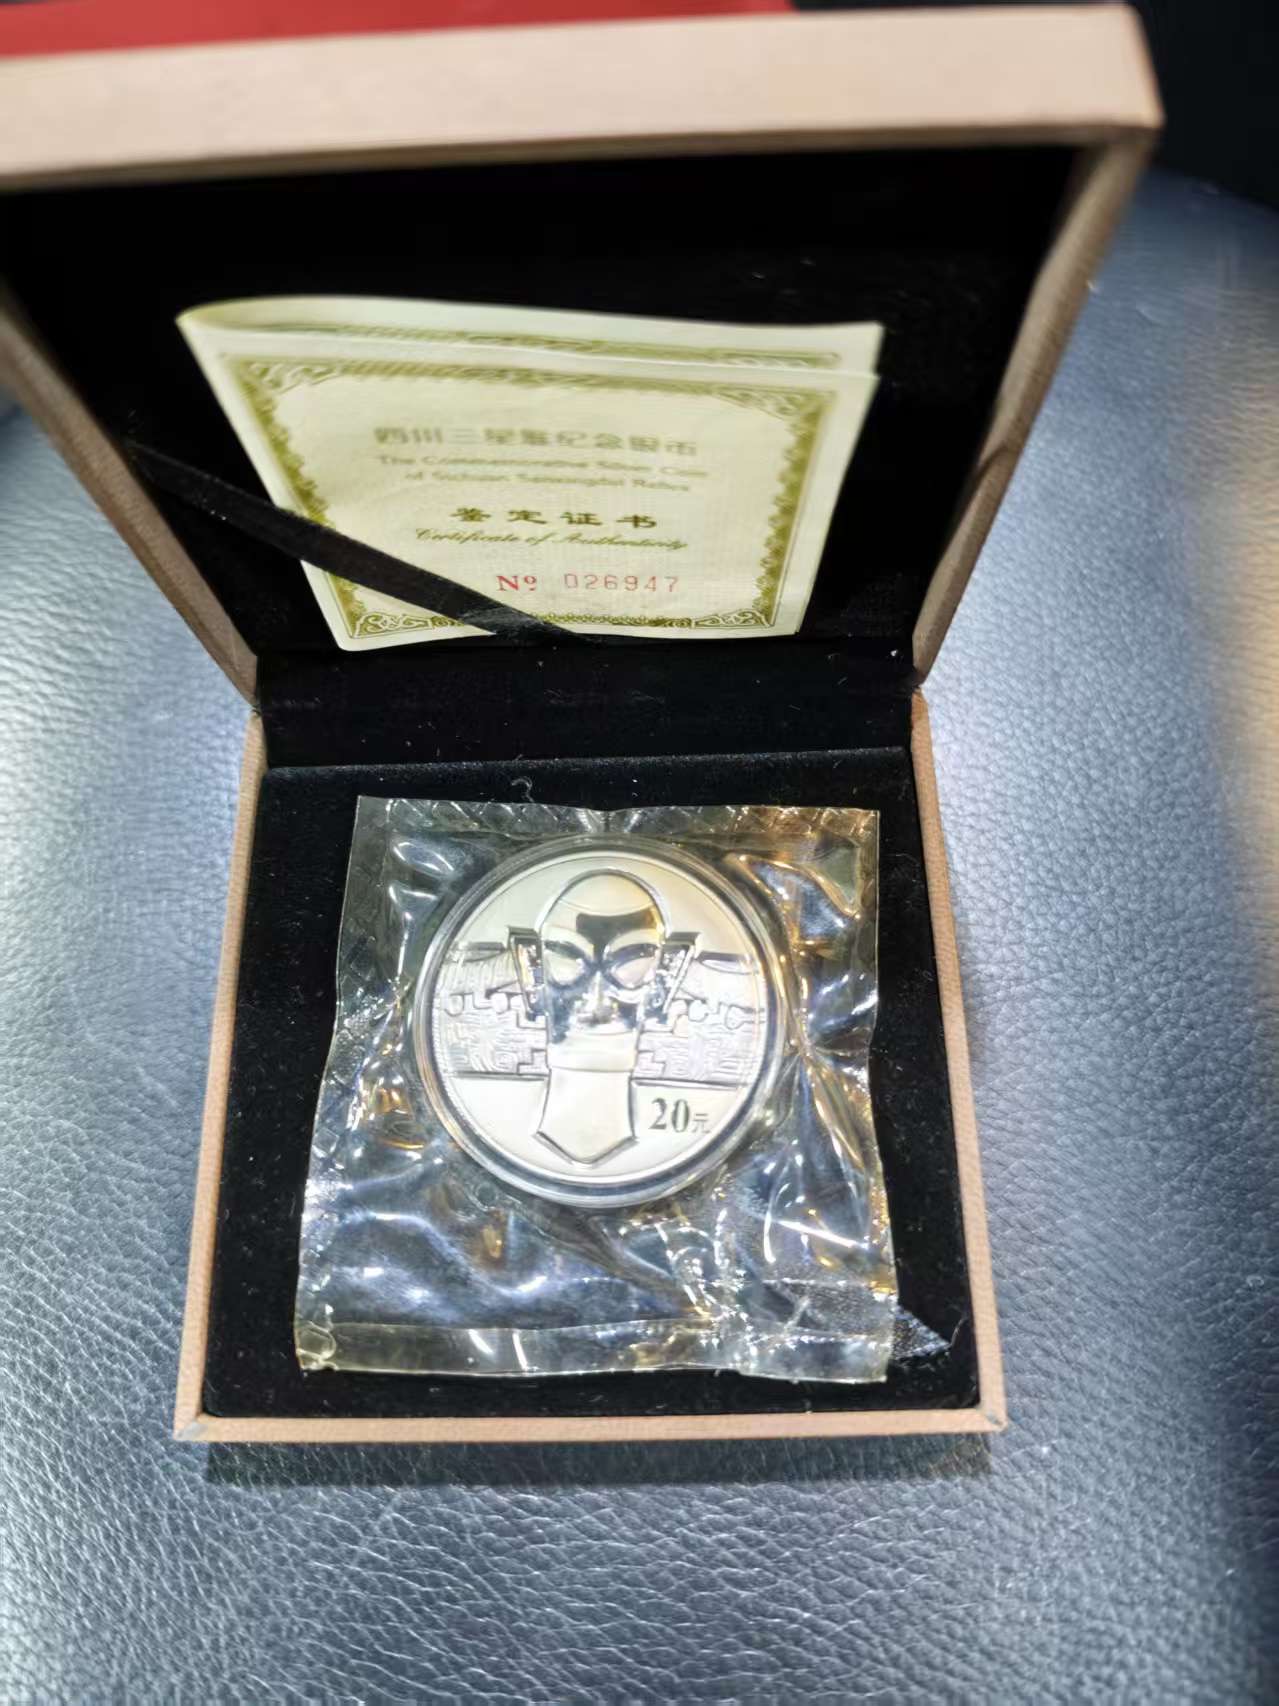 四川三星堆纪念银币
The Commemorative Silver Coin
of Sichuan Sanxingdui Relics
鉴定证书
Certificate of Authenticity
Nº 026947
20元